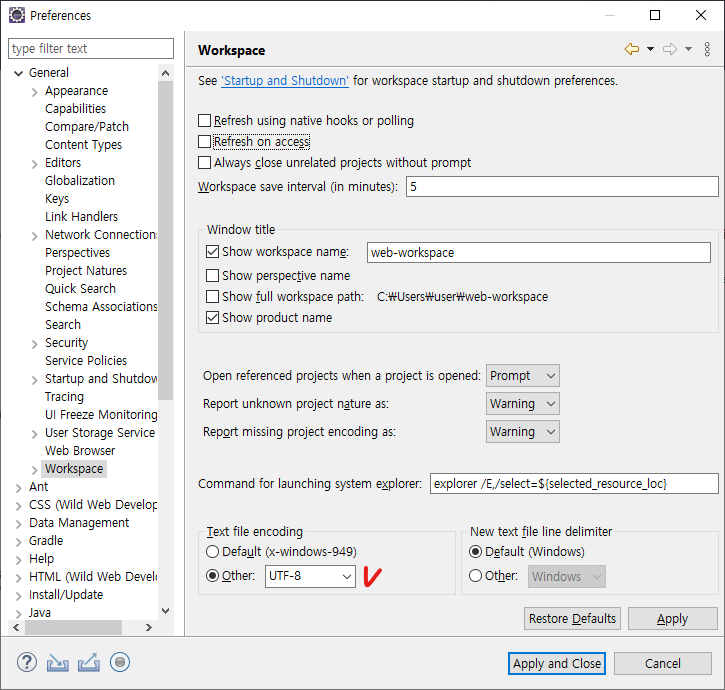 Preferences
type filter text
General
Appearance
Capabilities
Compare/Patch
Content Types
Editors
Globalization
Keys
Link Handlers
Network Connection
Perspectives
Project Natures
Quick Search
Schema Associations
Search
Security
Service Policies
Startup and Shutdow
Tracing
UI Freeze Monitoring
User Storage Service
Web Browser
Workspace
Ant
CSS (Wild Web Develop
Data Management
Gradle
Help
HTML (Wild Web Develo
Install/Update
Java
Workspace
See 'Startup and Shutdown' for workspace startup and shutdown preferences.
Refresh using native hooks or polling
Refresh on access
Always close unrelated projects without prompt
Workspace save interval (in minutes): 5
Window title
Show workspace name: web-workspace
Show perspective name
Show full workspace path: C:₩Users₩user₩web-workspace
Show product name
Open referenced projects when a project is opened: Prompt
Report unknown project nature as: Warning
Report missing project encoding as: Warning
Command for launching system explorer: explorer /E,/select=${selected_resource_loc}
Text file encoding
Default (x-windows-949)
Other: UTF-8
New text file line delimiter
Default (Windows)
Other: Windows
Restore Defaults Apply
? Apply and Close Cancel